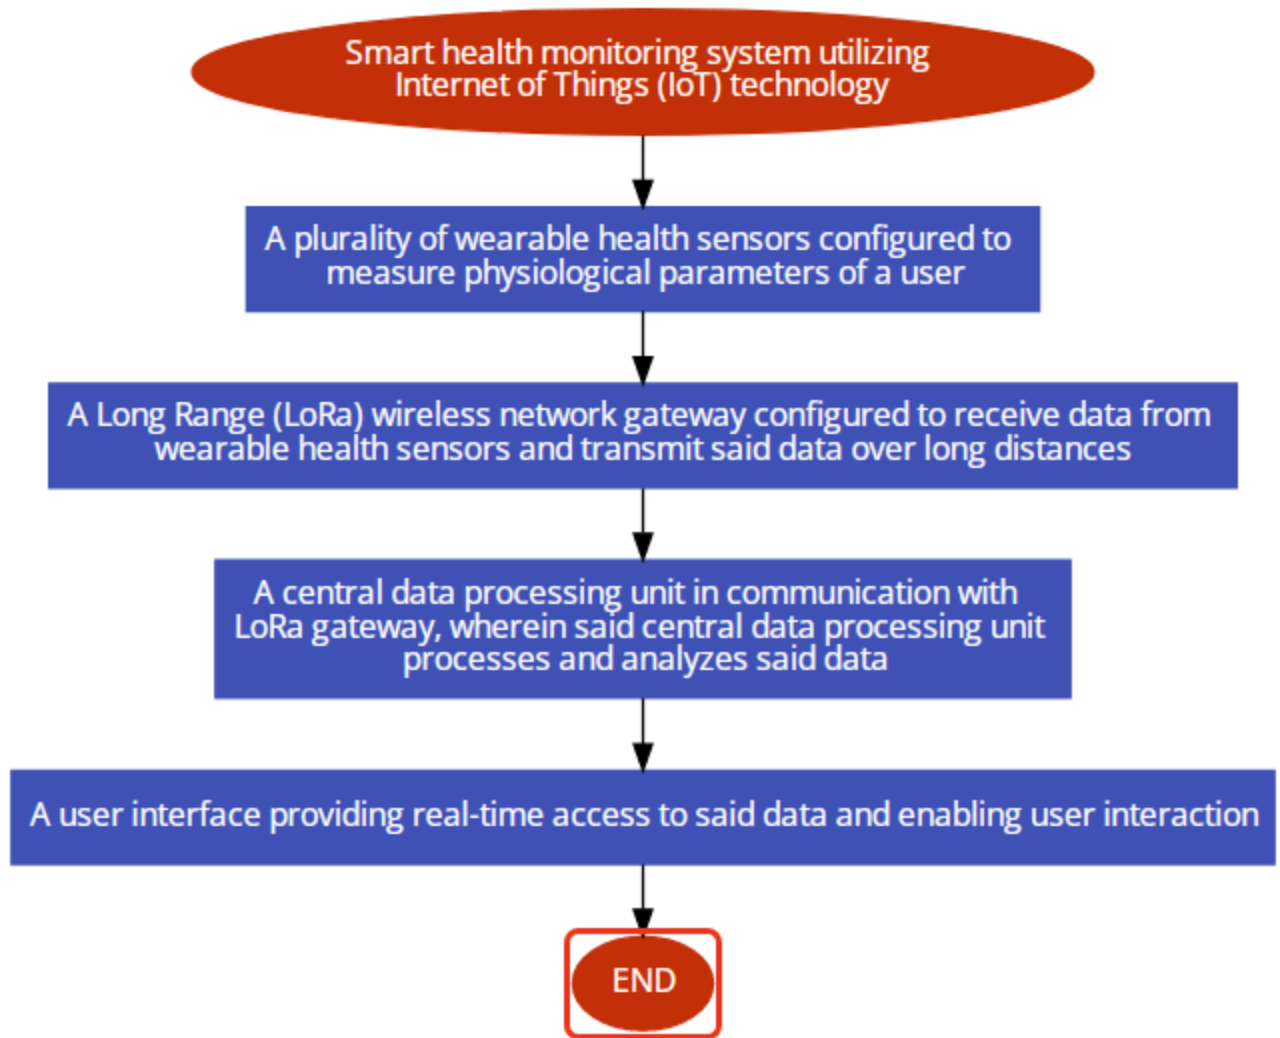 Smart health monitoring system utilizing
Internet of Things (IoT) technology
A plurality of wearable health sensors configured to
measure physiological parameters of a user
A Long Range (LoRa) wireless network gateway configured to receive data from
wearable health sensors and transmit said data over long distances
A central data processing unit in communication with
LoRa gateway, wherein said central data processing unit
processes and analyzes said data
A user interface providing real-time access to said data and enabling user interaction
END